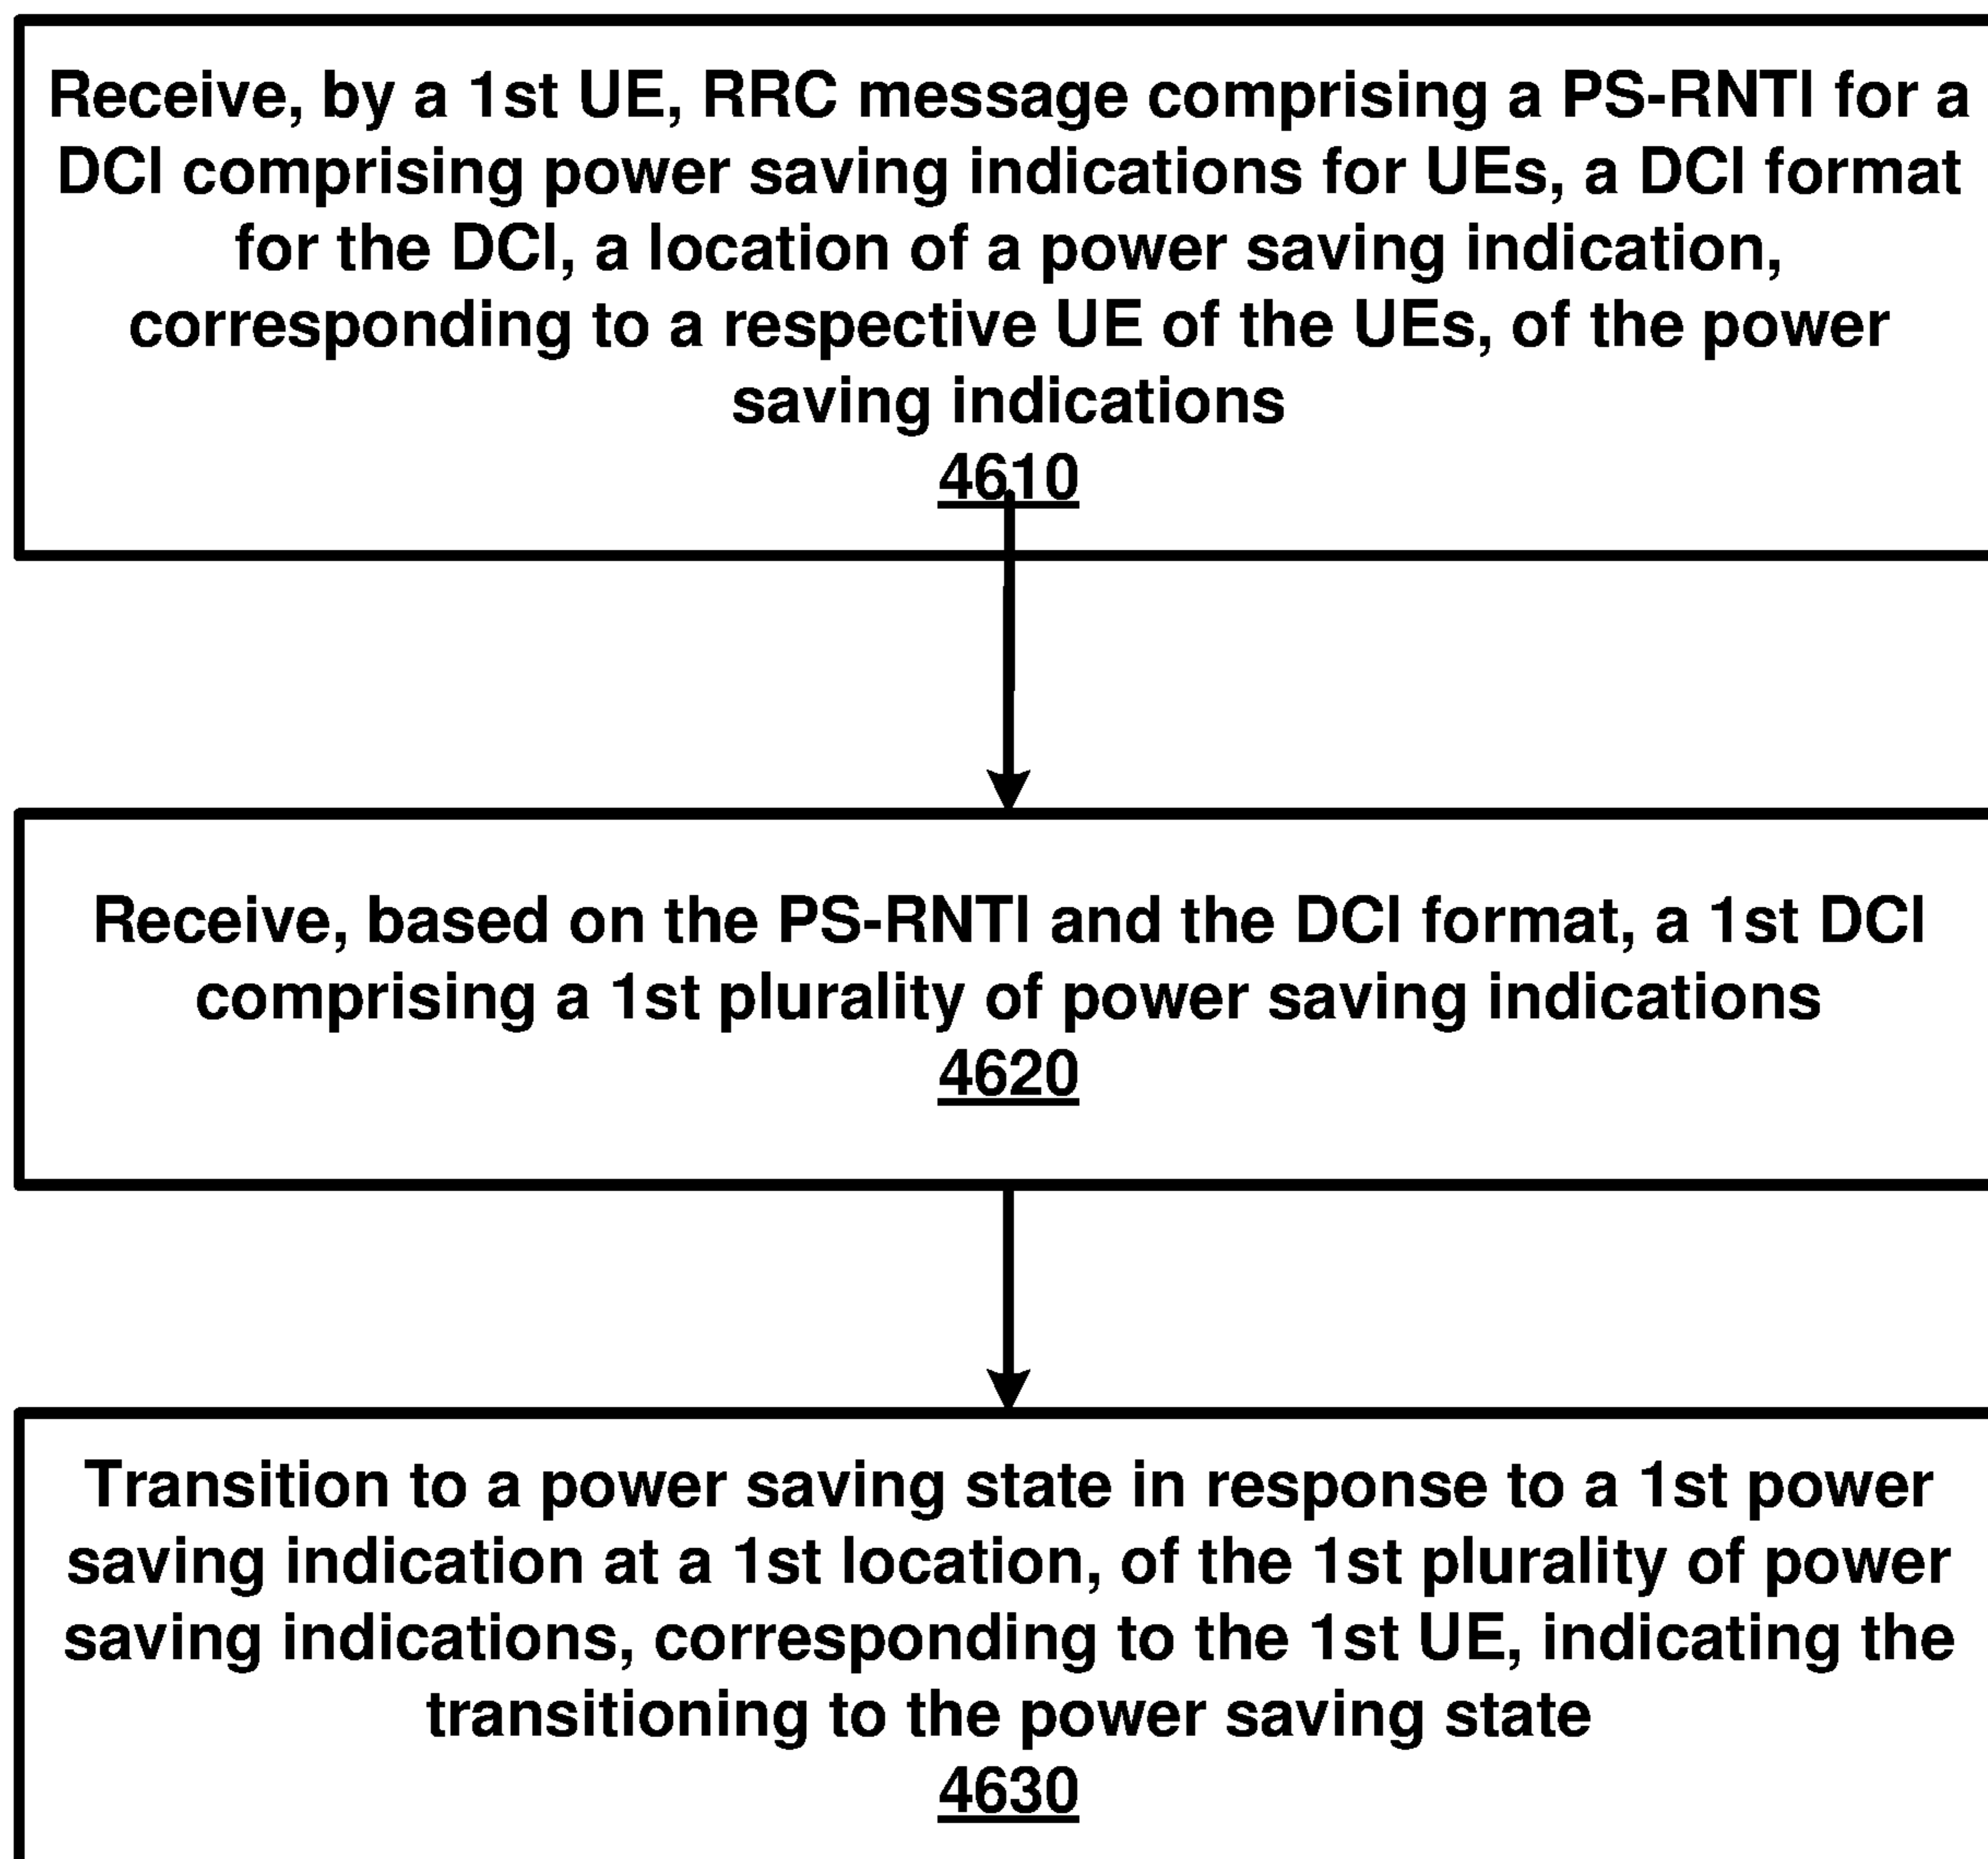 Receive, by a 1st UE, RRC message comprising a PS-RNTI for a
DCI comprising power saving indications for UEs, a DCI format
for the DCI, a location of a power saving indication,
corresponding to a respective UE of the UEs, of the power
saving indications
4610
Receive, based on the PS-RNTI and the DCI format, a 1st DCI
comprising a 1st plurality of power saving indications
4620
Transition to a power saving state in response to a 1st power
saving indication at a 1st location, of the 1st plurality of power
saving indications, corresponding to the 1st UE, indicating the
transitioning to the power saving state
4630